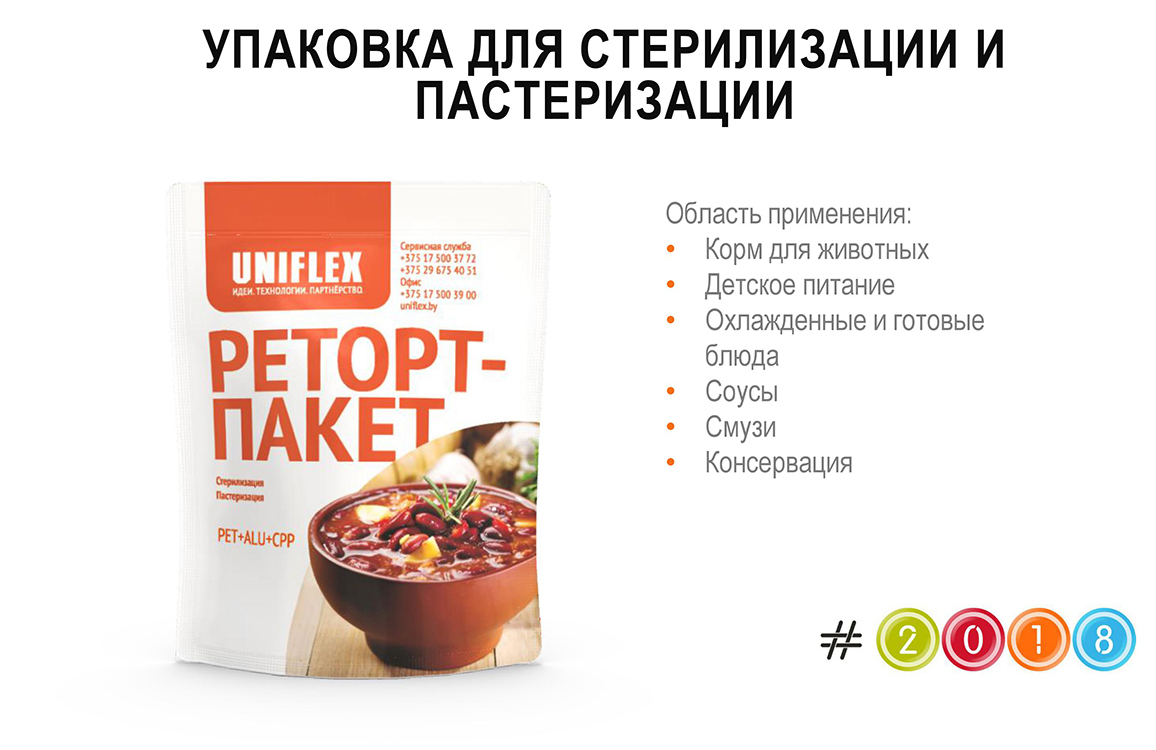 УПАКОВКА ДЛЯ СТЕРИЛИЗАЦИИ И
ПАСТЕРИЗАЦИИ
UNIFLEX
ИДЕИ. ТЕХНОЛОГИИ. ПАРТНЁРСТВО.
Сервисная служба
+375 17 500 37 72
+375 29 675 40 51
Офис
+375 17 500 39 00
uniflex.by
РЕТОРТ-
ПАКЕТ
Стерилизация
Пастеризация
PET+ALU+CPP
Область применения:
• Корм для животных
• Детское питание
• Охлажденные и готовые
блюда
• Соусы
• Смузи
• Консервация
#2018